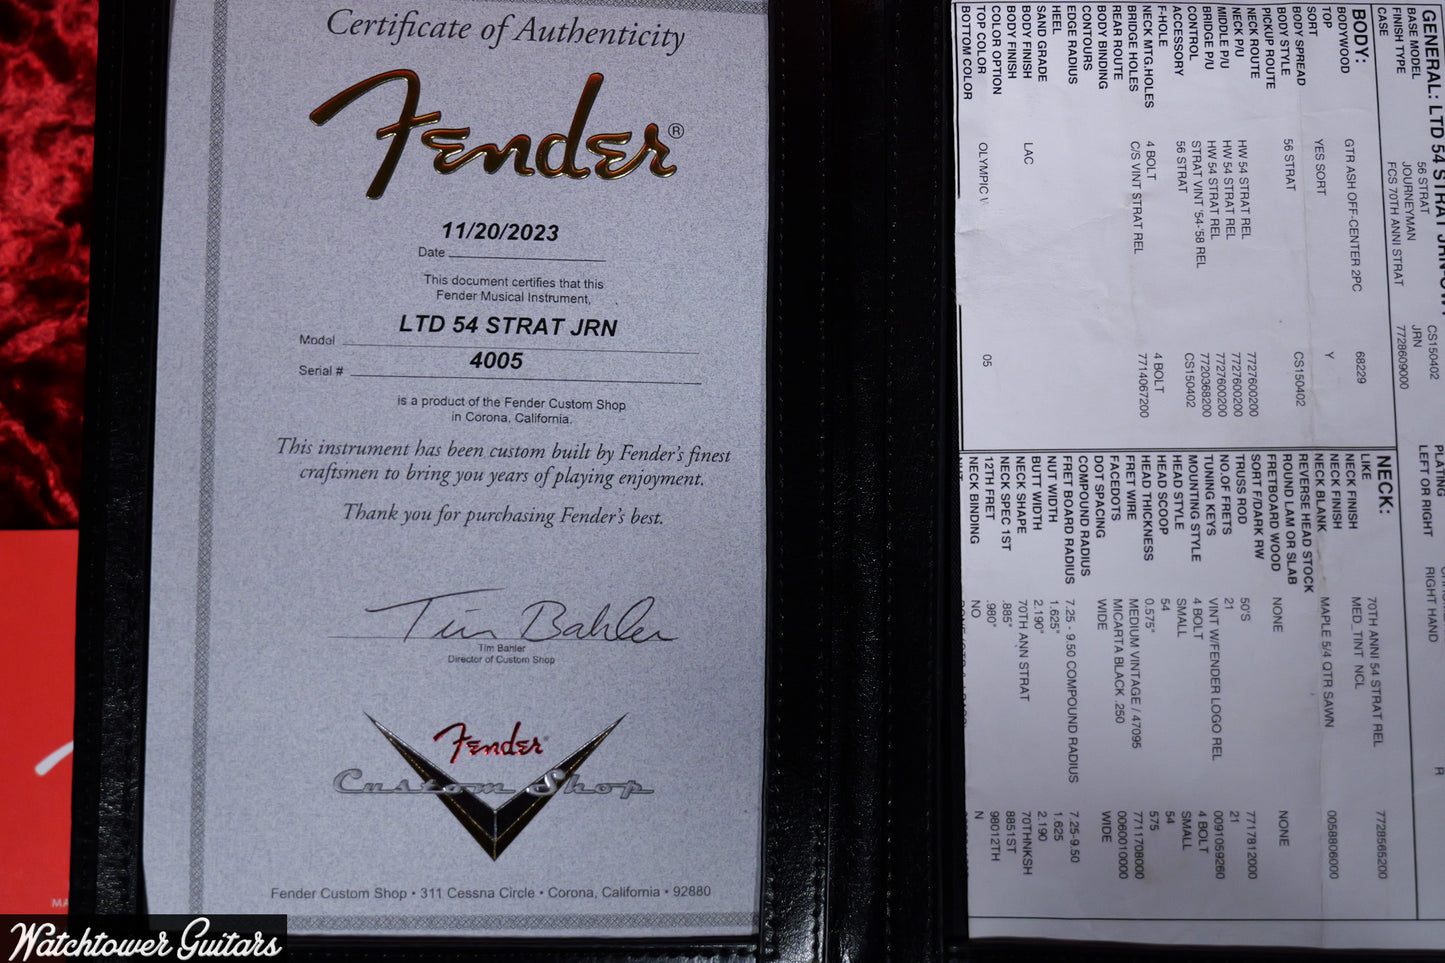 Certificate of Authenticity
Fender®
11/20/2023
Date
This document certifies that this
Fender Musical Instrument,
LTD 54 STRAT JRN
Model
4005
Serial #
is a product of the Fender Custom Shop
in Corona, California.
This instrument has been custom built by Fender's finest
craftsmen to bring you years of playing enjoyment.
Thank you for purchasing Fender's best.
Tim Bahler
Tim Bahler
Director of Custom Shop
Fender®
Custom Shop
Fender Custom Shop • 311 Cessna Circle • Corona, California • 92880
GENERAL: LTD 54 STRAT
BASE MODEL 56 STRAT CS150402
FINISH TYPE JOURNEYMAN JRN
CASE FCS 70TH ANNI STRAT 7728609000
PLATING
LEFT OR RIGHT RIGHT HAND R
BODY:
BODYWOOD GTR ASH OFF-CENTER 2PC 68229
TOP
SORT YES SORT Y
BODY SPREAD
BODY STYLE 56 STRAT CS150402
PICKUP ROUTE
NECK ROUTE
NECK P/U HW 54 STRAT REL 7727600200
MIDDLE P/U HW 54 STRAT REL 7727600200
BRIDGE P/U HW 54 STRAT REL 7727600200
CONTROL STRAT VINT '54-'58 REL 7720368200
ACCESSORY 56 STRAT CS150402
F-HOLE
NECK MTG.HOLES 4 BOLT 4 BOLT
BRIDGE HOLES C/S VINT STRAT REL 7714067200
REAR ROUTE
BODY BINDING
CONTOURS
EDGE RADIUS
HEEL
SAND GRADE
BODY FINISH LAC
BODY FINISH
COLOR OPTION
TOP COLOR OLYMPIC 05
BOTTOM COLOR
NECK:
LIKE 70TH ANNI 54 STRAT REL 7728565200
NECK FINISH MED_TINT NCL
NECK FINISH
NECK BLANK MAPLE 5/4 QTR SAWN 0058806000
REVERSE HEAD STOCK
ROUND LAM OR SLAB
FRETBOARD WOOD NONE NONE
SORT F/DARK RW
TRUSS ROD 50'S 7717812000
NO.OF FRETS 21 21
TUNING KEYS VINT W/FENDER LOGO REL 0091059260
MOUNTING STYLE 4 BOLT 4 BOLT
HEAD STYLE SMALL SMALL
HEAD SCOOP 54 54
HEAD THICKNESS 0.575" 575
FRET WIRE MEDIUM VINTAGE / 47095 7711708000
FACEDOTS MICARTA BLACK .250 0060010000
DOT SPACING WIDE WIDE
COMPOUND RADIUS
FRET BOARD RADIUS 7.25 - 9.50 COMPOUND RADIUS 7.25-9.50
NUT WIDTH 1.625" 1.625
BUTT WIDTH 2.190" 2.190
NECK SHAPE 70TH ANN STRAT 70THNKSH
NECK SPEC 1ST .885" 8851ST
12TH FRET .980" 98012TH
NECK BINDING NO N
Watchtower Guitars